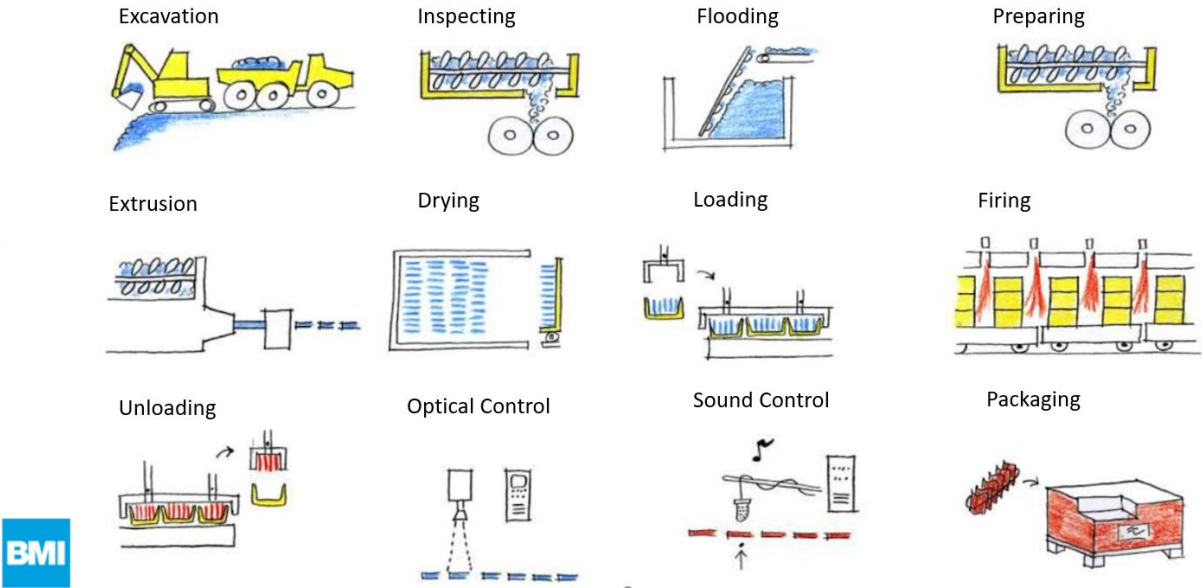 Excavation
Inspecting
Flooding
Preparing
Extrusion
Drying
Loading
Firing
Unloading
Optical Control
Sound Control
Packaging
BMI